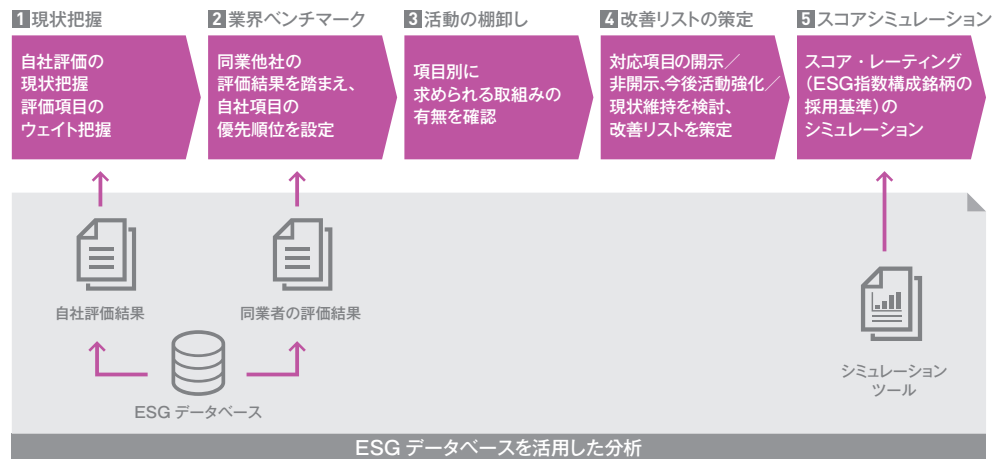 1 現状把握
2 業界ベンチマーク
3 活動の棚卸し
4 改善リストの策定
5 スコアシミュレーション
自社評価の
現状把握
評価項目の
ウェイト把握
同業他社の
評価結果を踏まえ、
自社項目の
優先順位を設定
項目別に
求められる取組みの
有無を確認
対応項目の開示／
非開示、今後活動強化／
現状維持を検討、
改善リストを策定
スコア・レーティング
（ESG指数構成銘柄の
採用基準）の
シミュレーション
自社評価結果
同業者の評価結果
ESG データベース
シミュレーション
ツール
ESG データベースを活用した分析